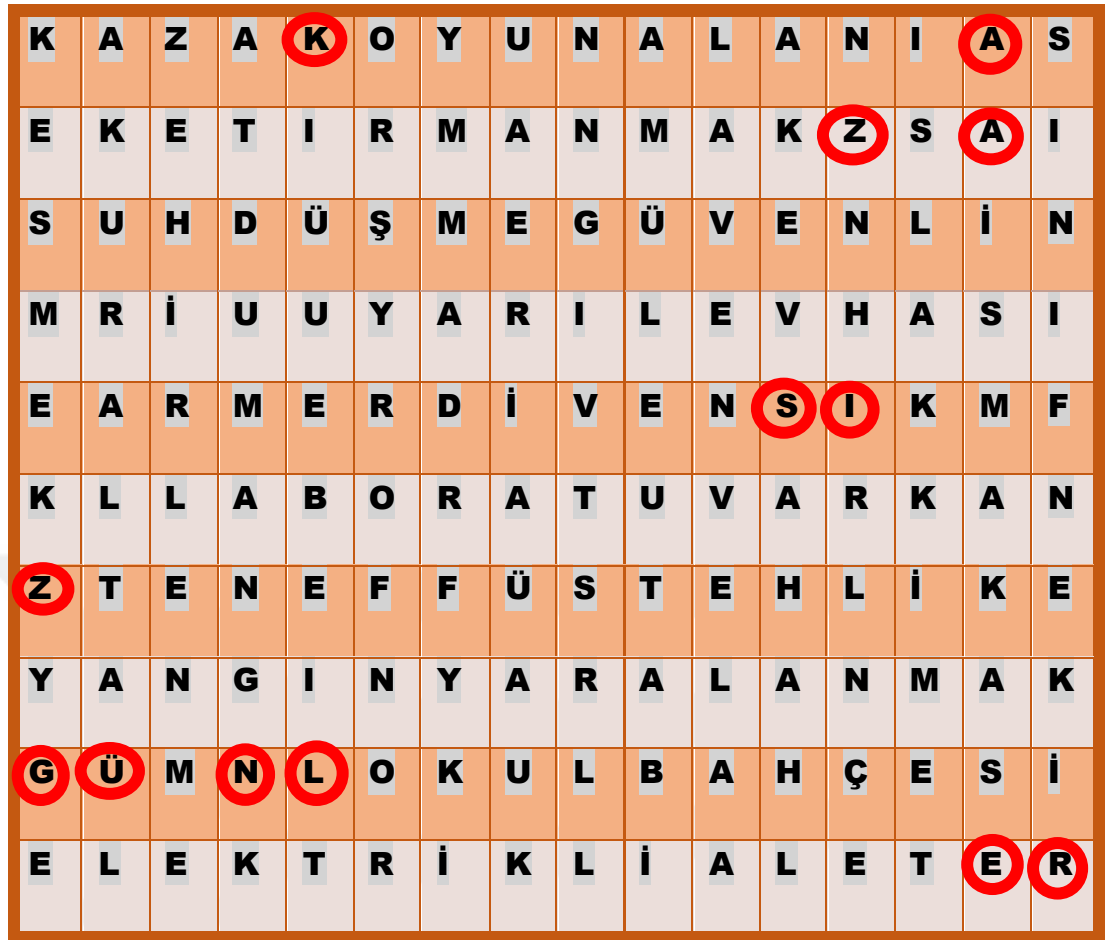 K A Z A K O Y U N A L A N I A S
E K E T I R M A N M A K Z S A I
S U H D Ü Ş M E G Ü V E N L İ N
M R İ U U Y A R I L E V H A S I
E A R M E R D İ V E N S I K M F
K L L A B O R A T U V A R K A N
Z T E N E F F Ü S T E H L İ K E
Y A N G I N Y A R A L A N M A K
G Ü M N L O K U L B A H Ç E S İ
E L E K T R İ K L İ A L E T E R